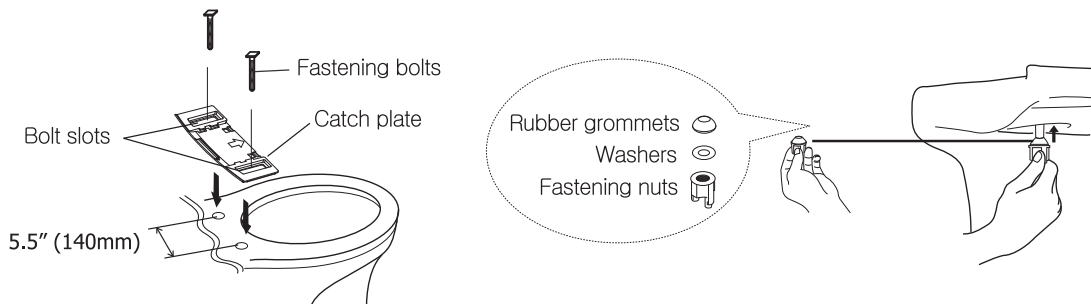 Fastening bolts
Bolt slots
Catch plate
5.5” (140mm)
Rubber grommets
Washers
Fastening nuts